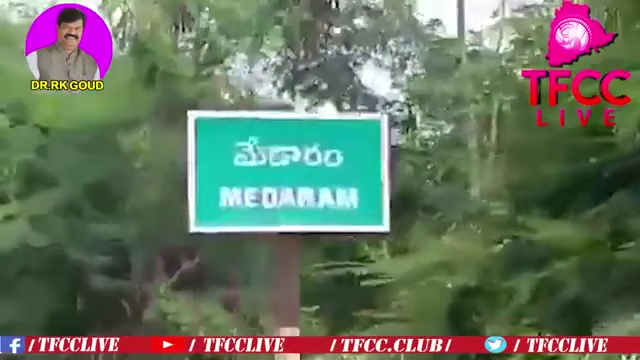 DR.RK GOUD
TFCC
LIVE
మేడారం
MEDARAM
/TFCCLIVE
/ TFCCLIVE
/TFCC.CLUB/
/TFCCLIVE